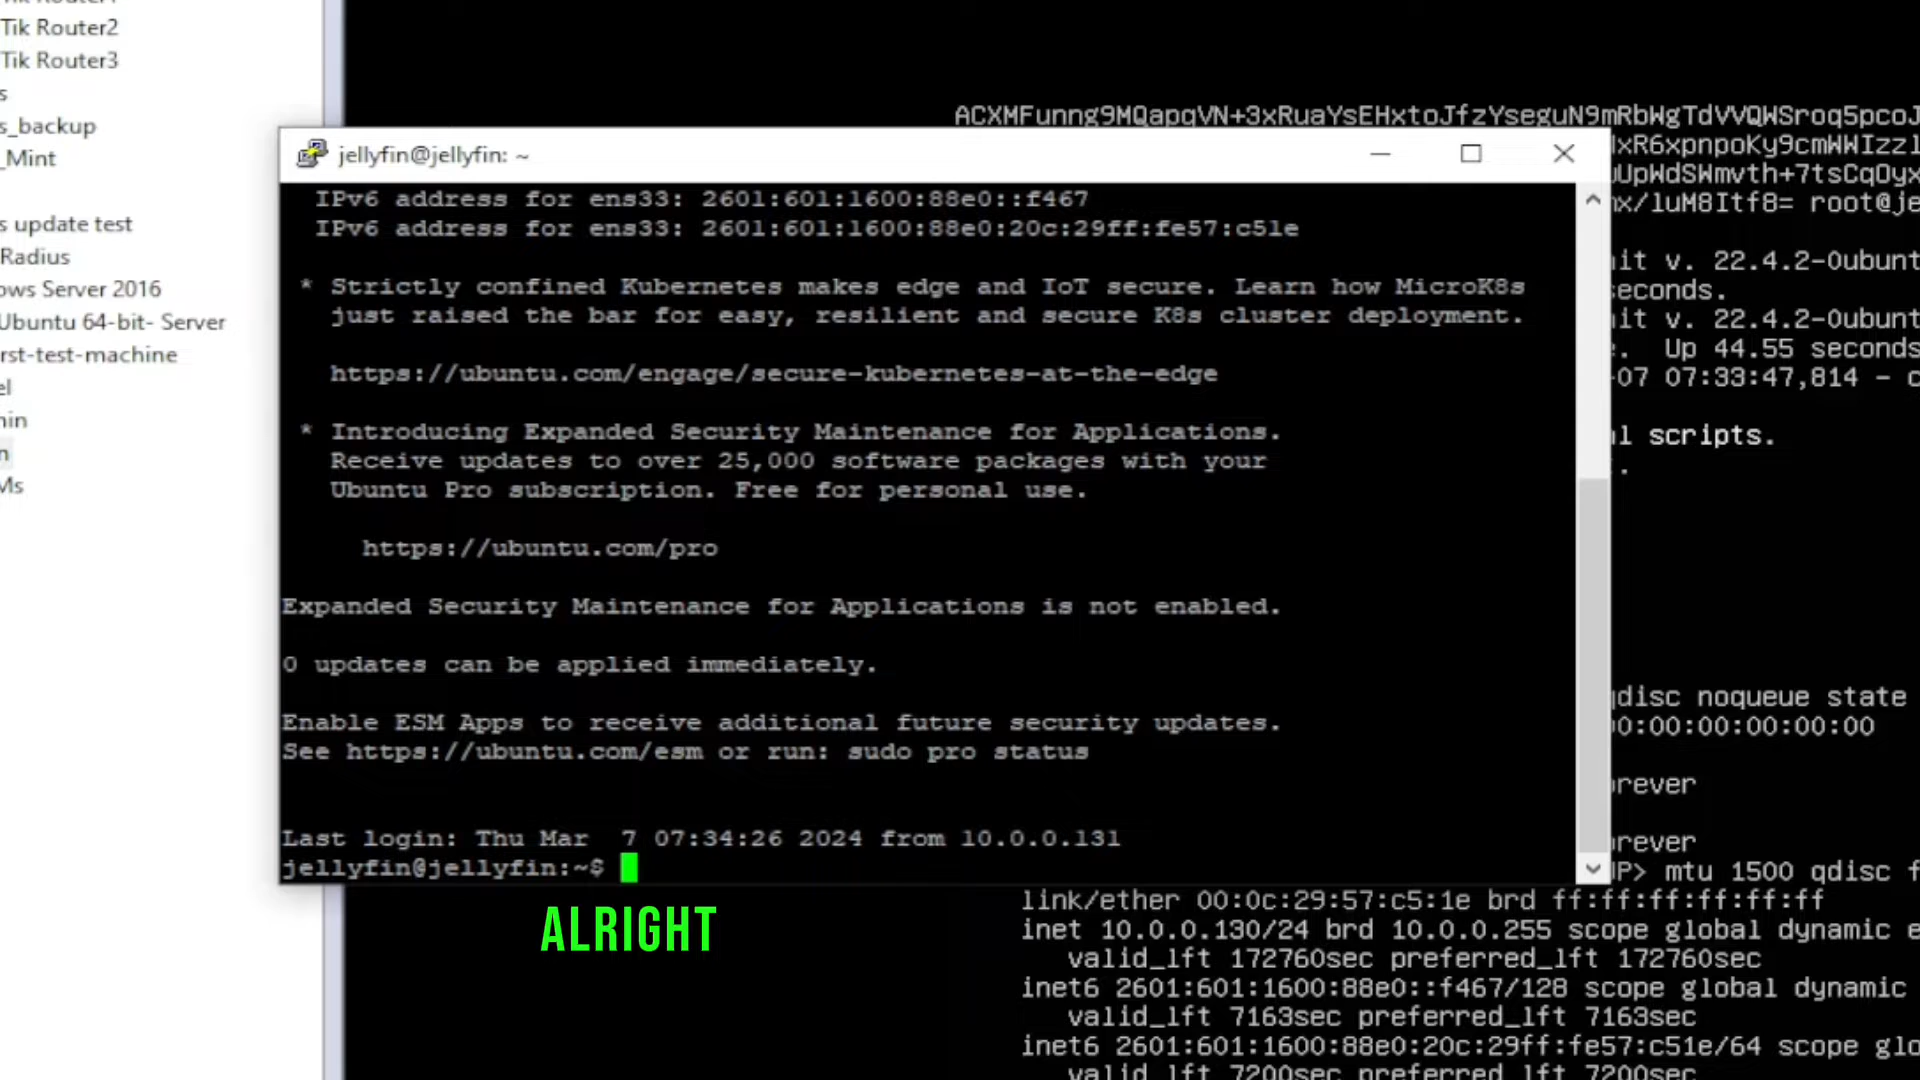 Tik Router2
Tik Router3
s
s_backup
_Mint
s update test
Radius
ows Server 2016
Ubuntu 64-bit- Server
rst-test-machine
el
nin
n
Ms
ACXMFunng9MQapqVN+3xRuaYsEHxtoJfzYseguN9mRbWgTdVVQWSroq5pcoJ
xR6xpnpoKy9cmWWIzzl
UpWdSWmvth+7tsCqOyx
x/luM8Itf8= root@je
it v. 22.4.2-0ubunt
seconds.
it v. 22.4.2-0ubunt
. Up 44.55 seconds
07 07:33:47,814 - c
l scripts.
.
jellyfin@jellyfin: ~
IPv6 address for ens33: 2601:601:1600:88e0::f467
IPv6 address for ens33: 2601:601:1600:88e0:20c:29ff:fe57:c51e
* Strictly confined Kubernetes makes edge and IoT secure. Learn how MicroK8s
just raised the bar for easy, resilient and secure K8s cluster deployment.
https://ubuntu.com/engage/secure-kubernetes-at-the-edge
* Introducing Expanded Security Maintenance for Applications.
Receive updates to over 25,000 software packages with your
Ubuntu Pro subscription. Free for personal use.
https://ubuntu.com/pro
Expanded Security Maintenance for Applications is not enabled.
0 updates can be applied immediately.
Enable ESM Apps to receive additional future security updates.
See https://ubuntu.com/esm or run: sudo pro status
Last login: Thu Mar  7 07:34:26 2024 from 10.0.0.131
jellyfin@jellyfin:~$
qdisc noqueue state
00:00:00:00:00:00
rever
rever
UP> mtu 1500 qdisc f
link/ether 00:0c:29:57:c5:1e brd ff:ff:ff:ff:ff:ff
inet 10.0.0.130/24 brd 10.0.0.255 scope global dynamic e
valid_lft 172760sec preferred_lft 172760sec
inet6 2601:601:1600:88e0::f467/128 scope global dynamic
valid_lft 7163sec preferred_lft 7163sec
inet6 2601:601:1600:88e0:20c:29ff:fe57:c51e/64 scope glo
valid_lft 7200sec preferred_lft 7200sec
ALRIGHT